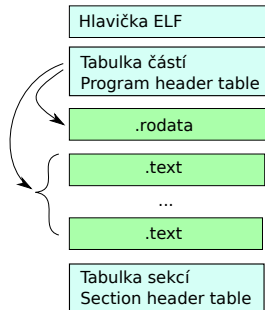 Hlavička ELF
Tabulka částí
Program header table
.rodata
.text
...
.text
Tabulka sekcí
Section header table